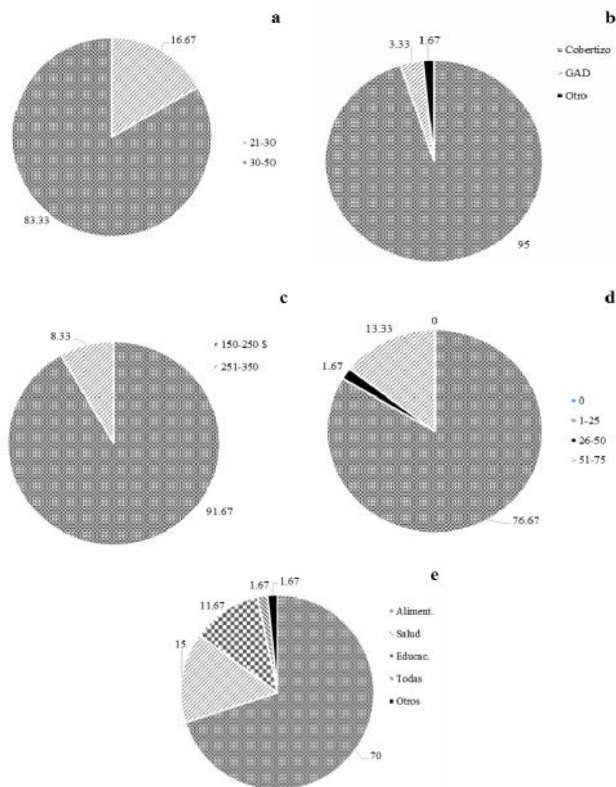 a
16.67
21-30
30-50
83.33
b
3.33
1.67
Cobertizo
GAD
Otro
95
c
8.33
150-250 $
251-350
91.67
d
0
13.33
1.67
0
1-25
26-50
51-75
76.67
e
1.67
1.67
11.67
15
Aliment.
Salud
Educac.
Todas
Otros
70